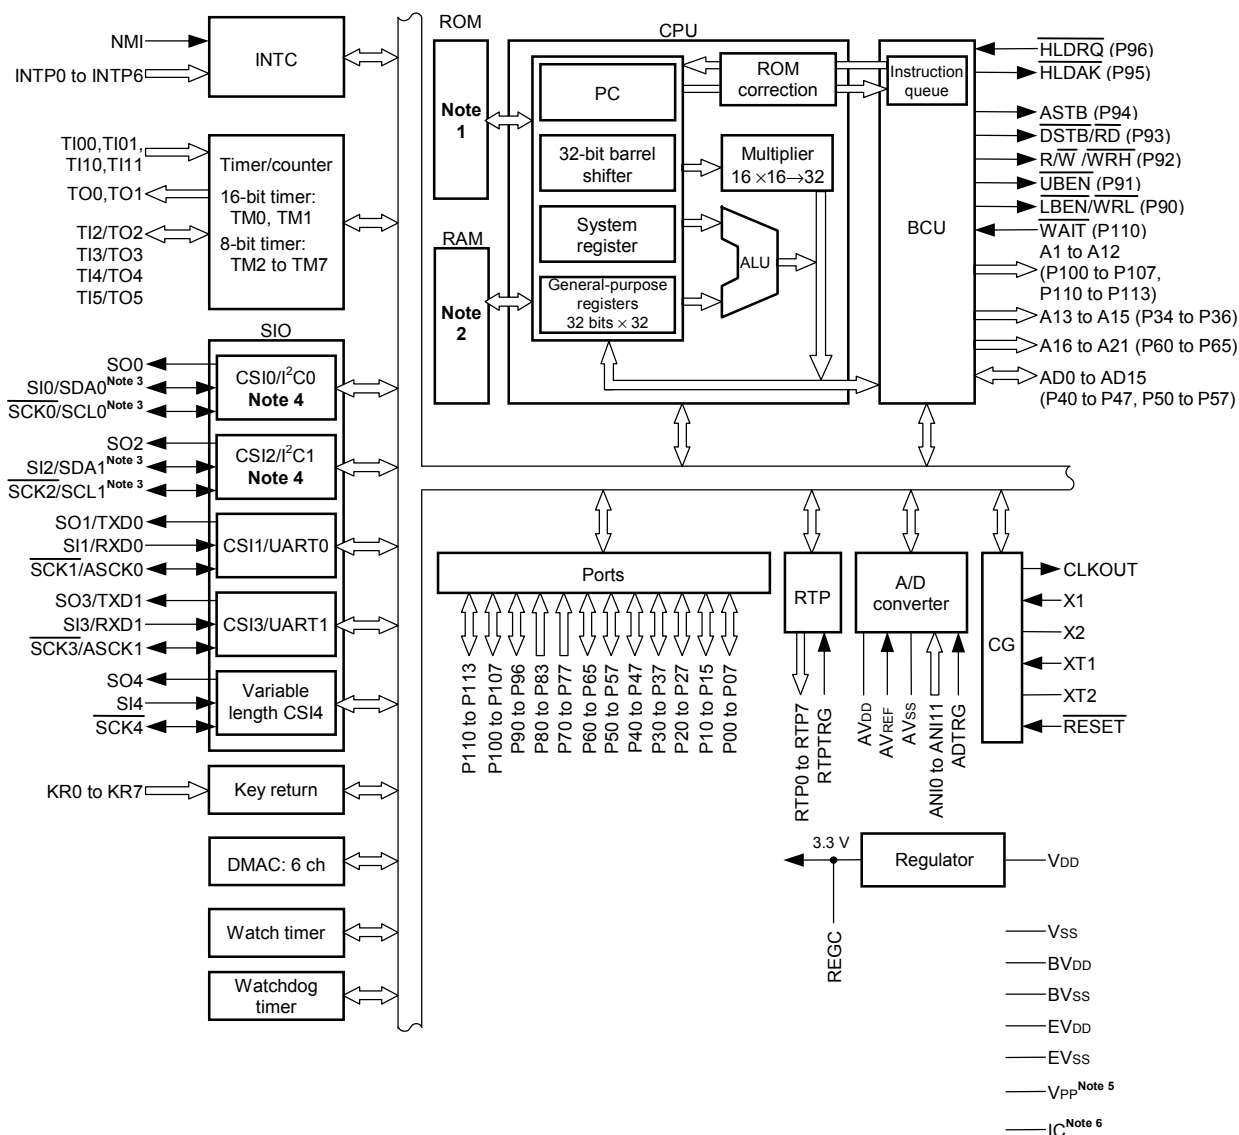 NMI
INTP0 to INTP6
INTC
TI00,TI01,
TI10,TI11
TO0,TO1
TI2/TO2
TI3/TO3
TI4/TO4
TI5/TO5
Timer/counter
16-bit timer:
TM0, TM1
8-bit timer:
TM2 to TM7
SIO
SO0
SI0/SDA0 Note 3
SCK0/SCL0 Note 3
CSI0/I²C0
Note 4
SO2
SI2/SDA1 Note 3
SCK2/SCL1 Note 3
CSI2/I²C1
Note 4
SO1/TXD0
SI1/RXD0
SCK1/ASCK0
CSI1/UART0
SO3/TXD1
SI3/RXD1
SCK3/ASCK1
CSI3/UART1
SO4
SI4
SCK4
Variable
length CSI4
KR0 to KR7
Key return
DMAC: 6 ch
Watch timer
Watchdog
timer
ROM
Note
1
RAM
Note
2
CPU
PC
32-bit barrel
shifter
System
register
General-purpose
registers
32 bits × 32
ROM
correction
Multiplier
16 ×16→32
ALU
Instruction
queue
BCU
HLDRQ (P96)
HLDAK (P95)
ASTB (P94)
DSTB/RD (P93)
R/W /WRH (P92)
UBEN (P91)
LBEN/WRL (P90)
WAIT (P110)
A1 to A12
(P100 to P107,
P110 to P113)
A13 to A15 (P34 to P36)
A16 to A21 (P60 to P65)
AD0 to AD15
(P40 to P47, P50 to P57)
Ports
P110 to P113
P100 to P107
P90 to P96
P80 to P83
P70 to P77
P60 to P65
P50 to P57
P40 to P47
P30 to P37
P20 to P27
P10 to P15
P00 to P07
RTP
RTP0 to RTP7
RTPTRG
A/D
converter
AVDD
AVREF
AVSS
ANI0 to ANI11
ADTRG
CG
CLKOUT
X1
X2
XT1
XT2
RESET
3.3 V
Regulator
VDD
REGC
VSS
BVDD
BVSS
EVDD
EVSS
VPP Note 5
IC Note 6